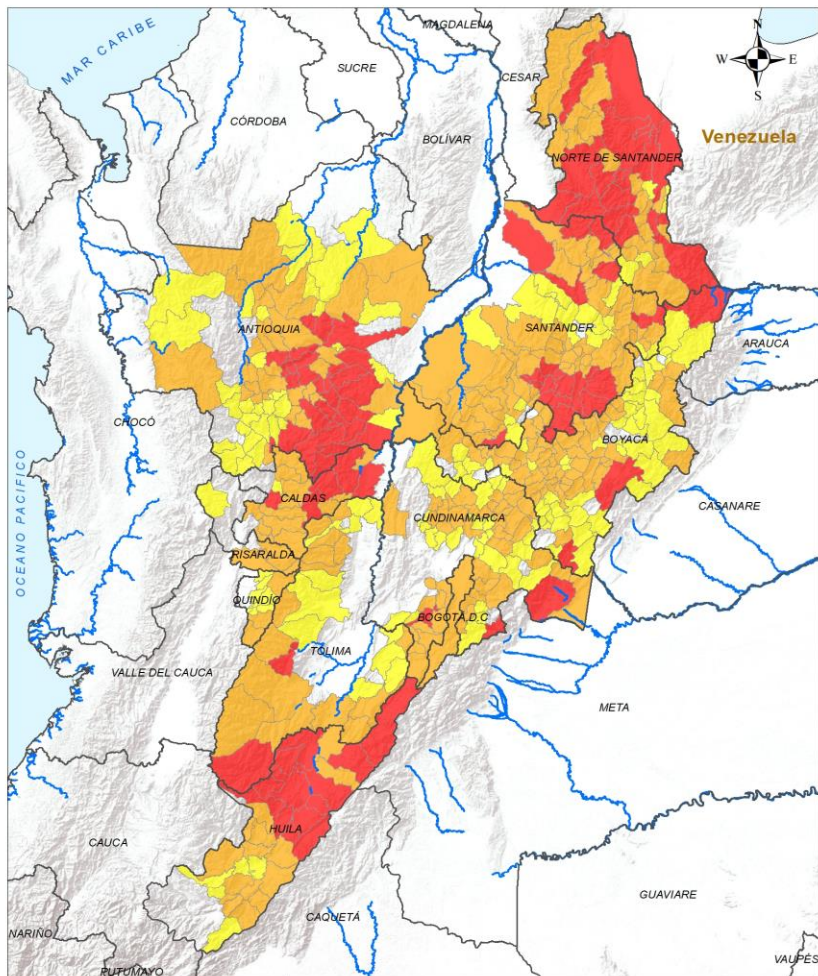 MAGDALENA
N
MAR CARIBE
SUCRE
CESAR
W
E
S
CÓRDOBA
BOLÍVAR
Venezuela
NORTE DE SANTANDER
ANTIOQUIA
SANTANDER
ARAUCA
CHOCÓ
BOYACÁ
CALDAS
CUNDINAMARCA
CASANARE
OCEANO PACIFICO
RISARALDA
QUINDÍO
BOGOTÁ D.C
TOLIMA
VALLE DEL CAUCA
META
HUILA
CAUCA
GUAVIARE
CAQUETÁ
NARIÑO
PUTUMAYO
VAUPÉS